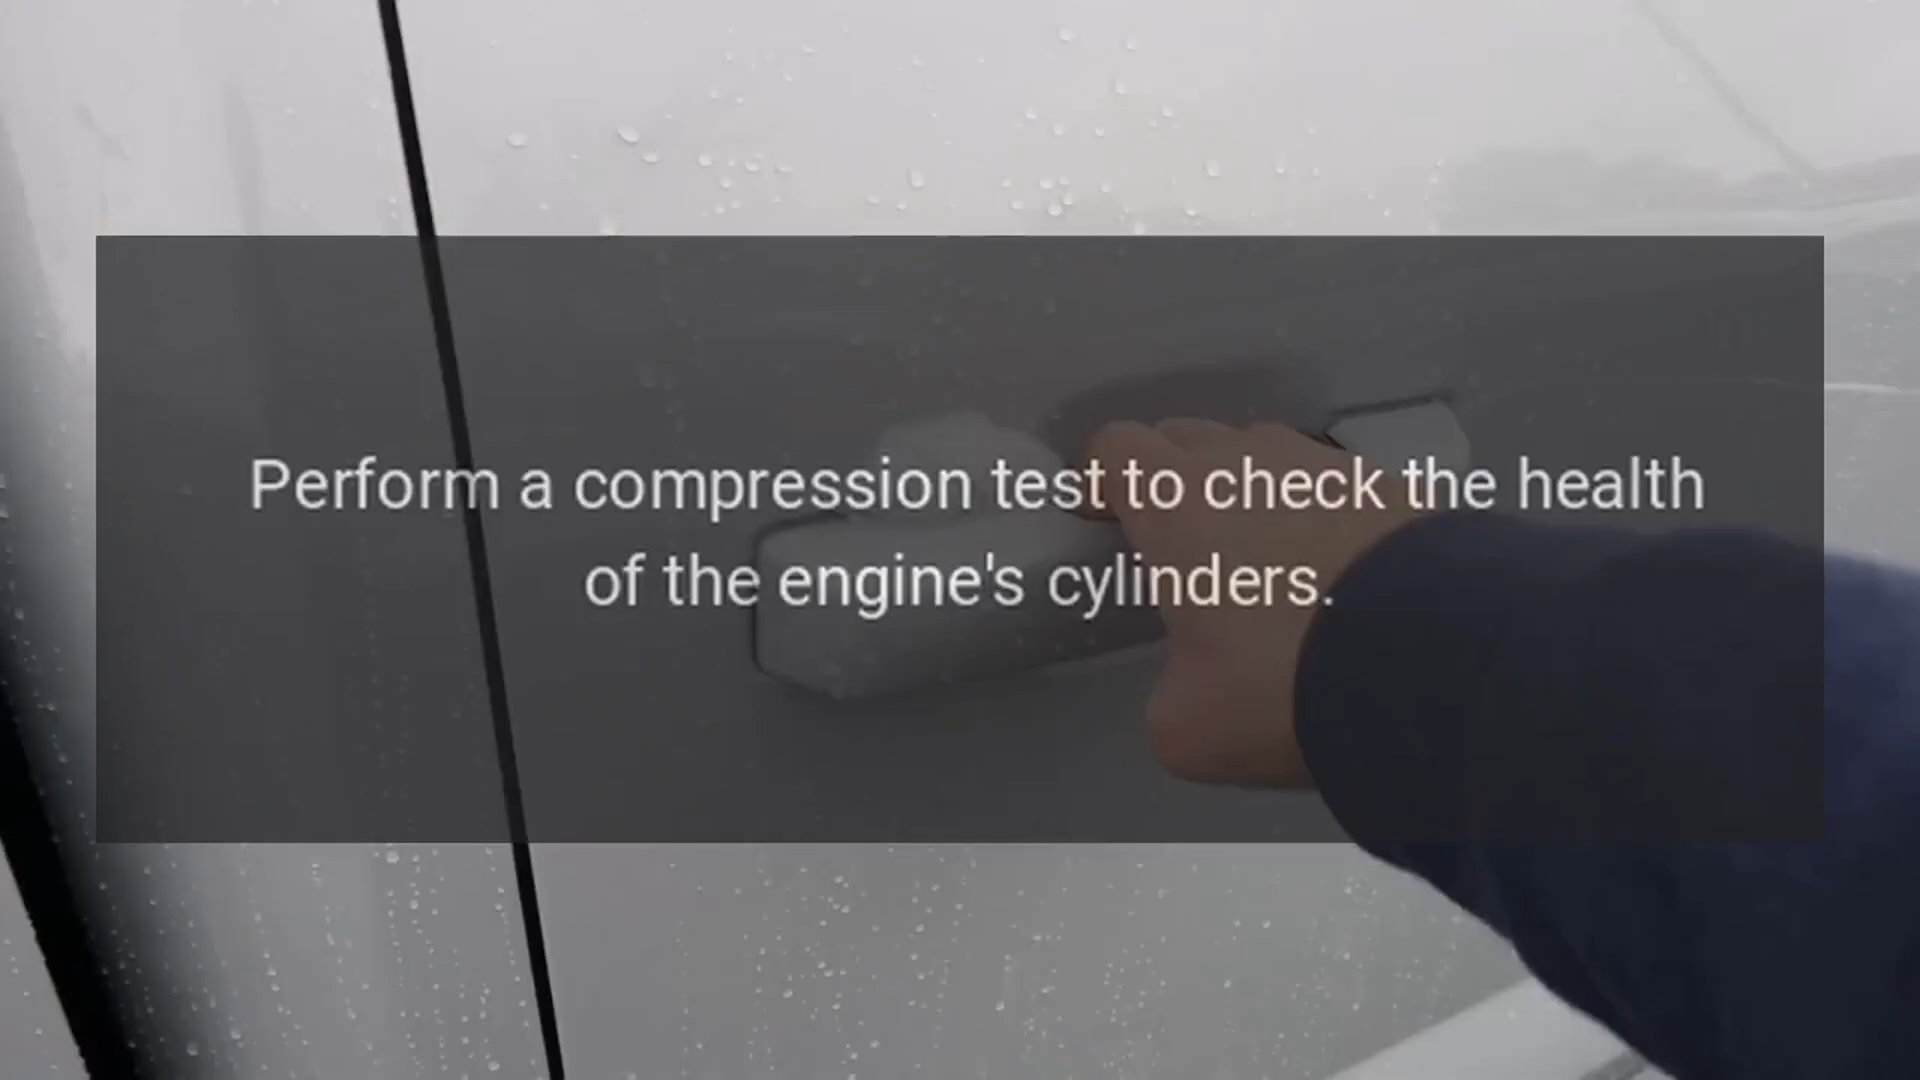 Perform a compression test to check the health
of the engine's cylinders.